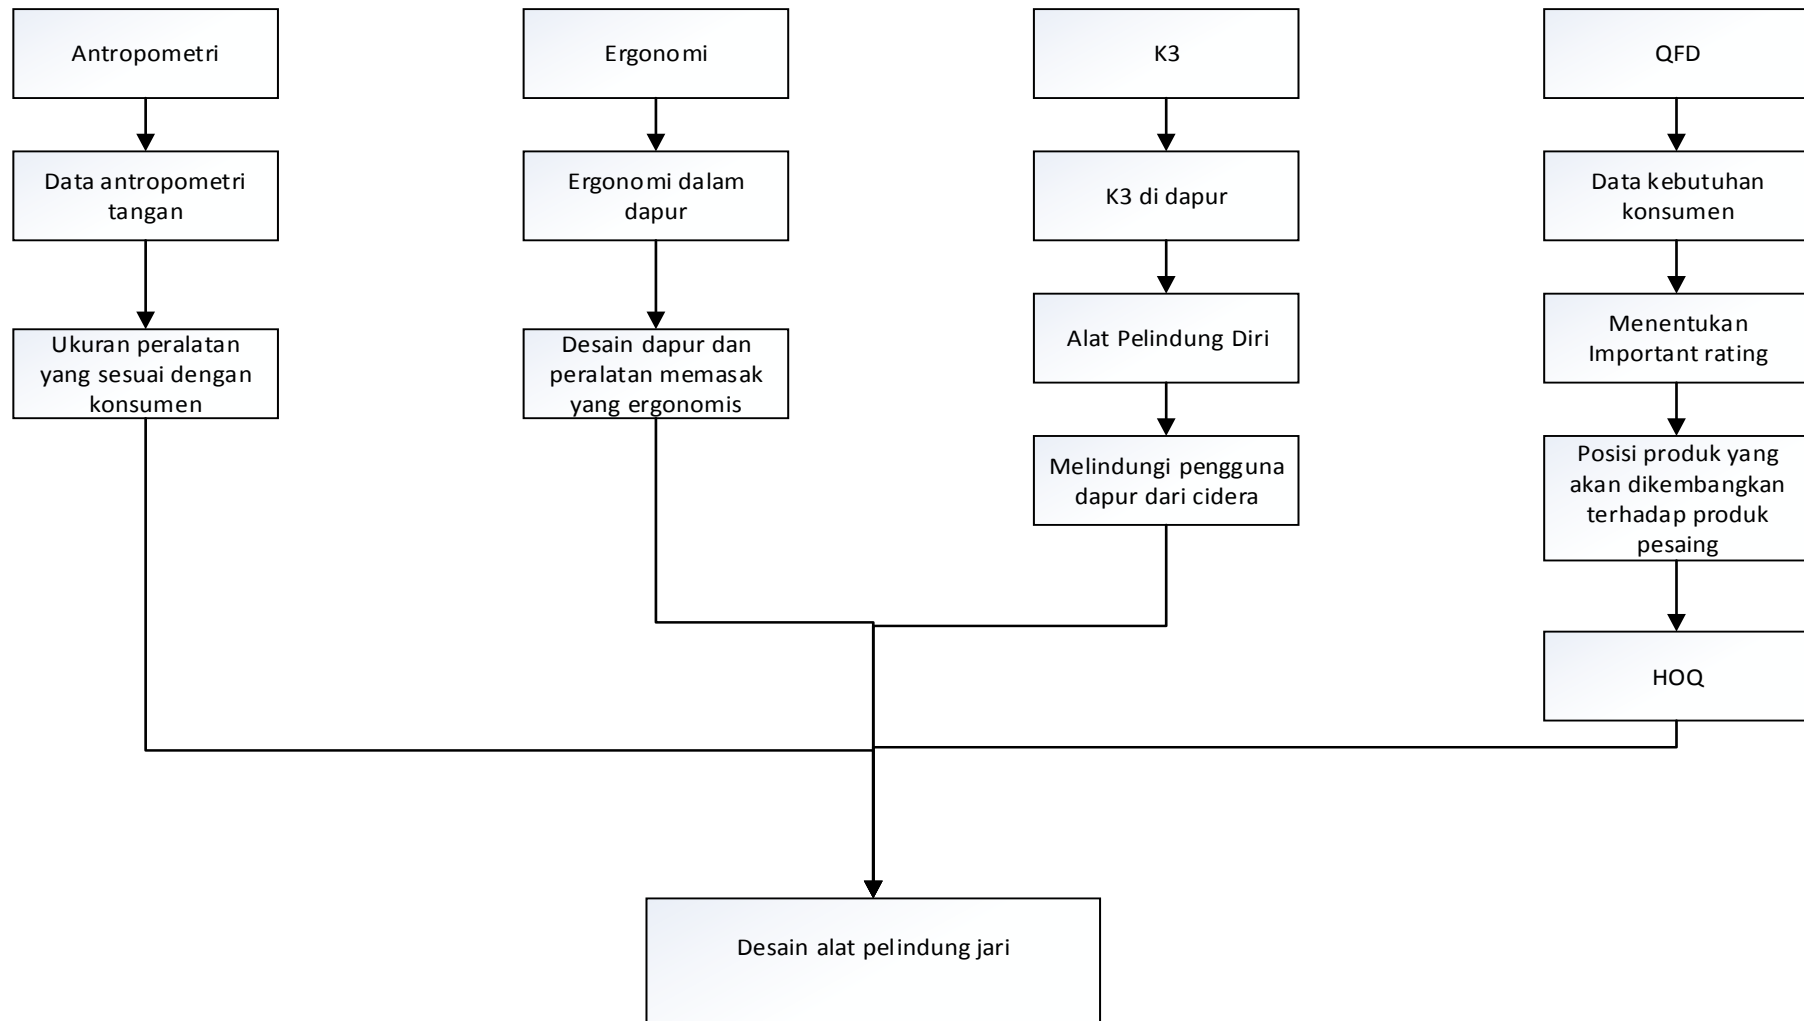 Antropometri
Data antropometri
tangan
Ukuran peralatan
yang sesuai dengan
konsumen
Ergonomi
Ergonomi dalam
dapur
Desain dapur dan
peralatan memasak
yang ergonomis
K3
K3 di dapur
Alat Pelindung Diri
Melindungi pengguna
dapur dari cidera
QFD
Data kebutuhan
konsumen
Menentukan
Important rating
Posisi produk yang
akan dikembangkan
terhadap produk
pesaing
HOQ
Desain alat pelindung jari